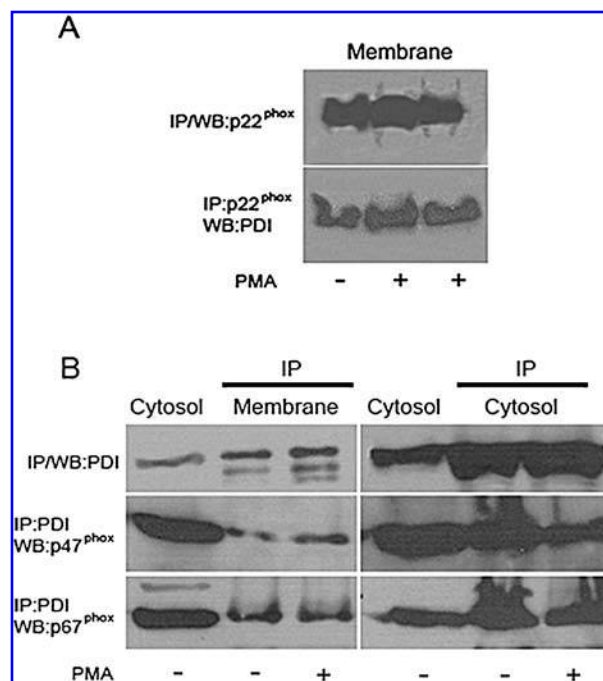 A
Membrane
IP/WB:p22phox
IP:p22phox
WB:PDI
PMA - + +
B
IP IP
Cytosol Membrane Cytosol Cytosol
IP/WB:PDI
IP:PDI
WB:p47phox
IP:PDI
WB:p67phox
PMA - - + - - +